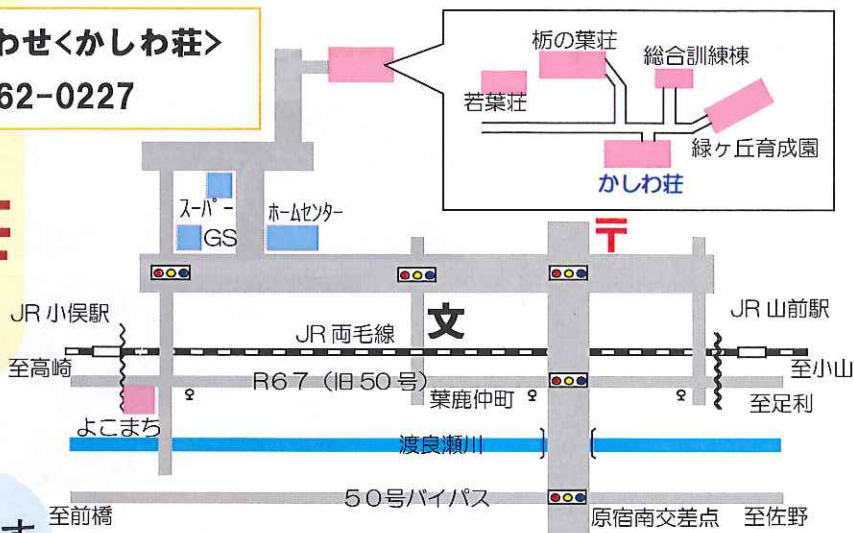 わせ<かしわ荘>
62-0227
栃の葉荘
総合訓練棟
若葉荘
緑ヶ丘育成園
かしわ荘
スーパー
ホームセンター
GS
〒
JR 小俣駅
JR 両毛線
文
JR 山前駅
至高崎
R67（旧50号）
葉鹿仲町
至小山
至足利
よこまち
渡良瀬川
50号バイパス
至前橋
原宿南交差点
至佐野
す